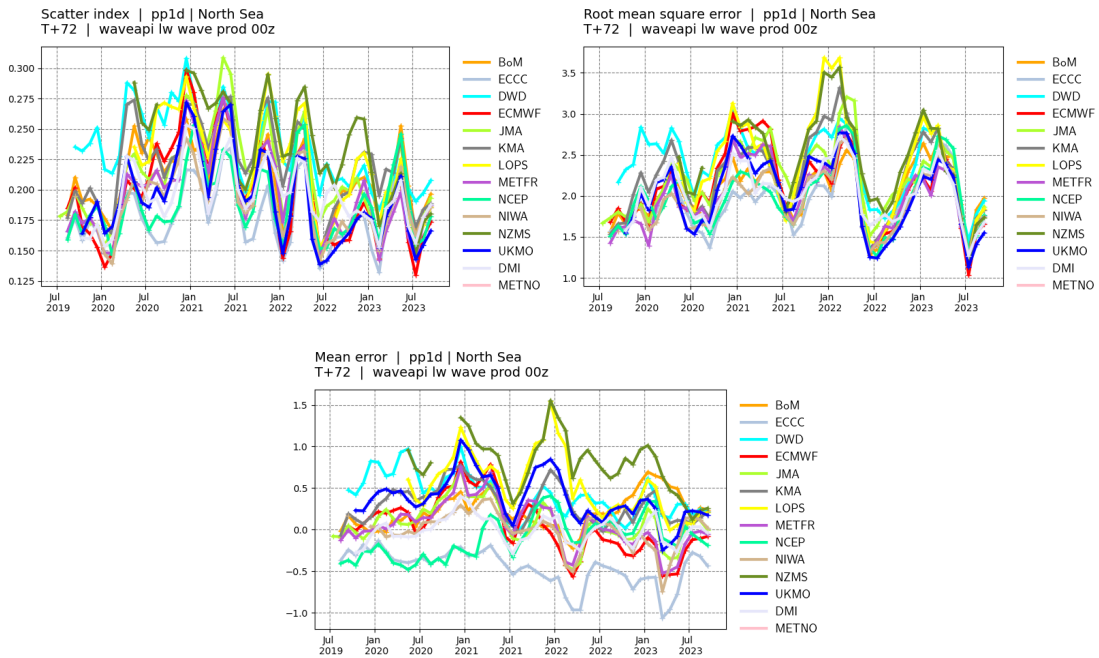 Scatter index | pp1d | North Sea
T+72 | waveapi lw wave prod 00z
0.300
0.275
0.250
0.225
0.200
0.175
0.150
0.125
Jul 2019
Jan 2020
Jul 2020
Jan 2021
Jul 2021
Jan 2022
Jul 2022
Jan 2023
Jul 2023
BoM
ECCC
DWD
ECMWF
JMA
KMA
LOPS
METFR
NCEP
NIWA
NZMS
UKMO
DMI
METNO
Root mean square error | pp1d | North Sea
T+72 | waveapi lw wave prod 00z
3.5
3.0
2.5
2.0
1.5
1.0
Jul 2019
Jan 2020
Jul 2020
Jan 2021
Jul 2021
Jan 2022
Jul 2022
Jan 2023
Jul 2023
BoM
ECCC
DWD
ECMWF
JMA
KMA
LOPS
METFR
NCEP
NIWA
NZMS
UKMO
DMI
METNO
Mean error | pp1d | North Sea
T+72 | waveapi lw wave prod 00z
1.5
1.0
0.5
0.0
−0.5
−1.0
Jul 2019
Jan 2020
Jul 2020
Jan 2021
Jul 2021
Jan 2022
Jul 2022
Jan 2023
Jul 2023
BoM
ECCC
DWD
ECMWF
JMA
KMA
LOPS
METFR
NCEP
NIWA
NZMS
UKMO
DMI
METNO